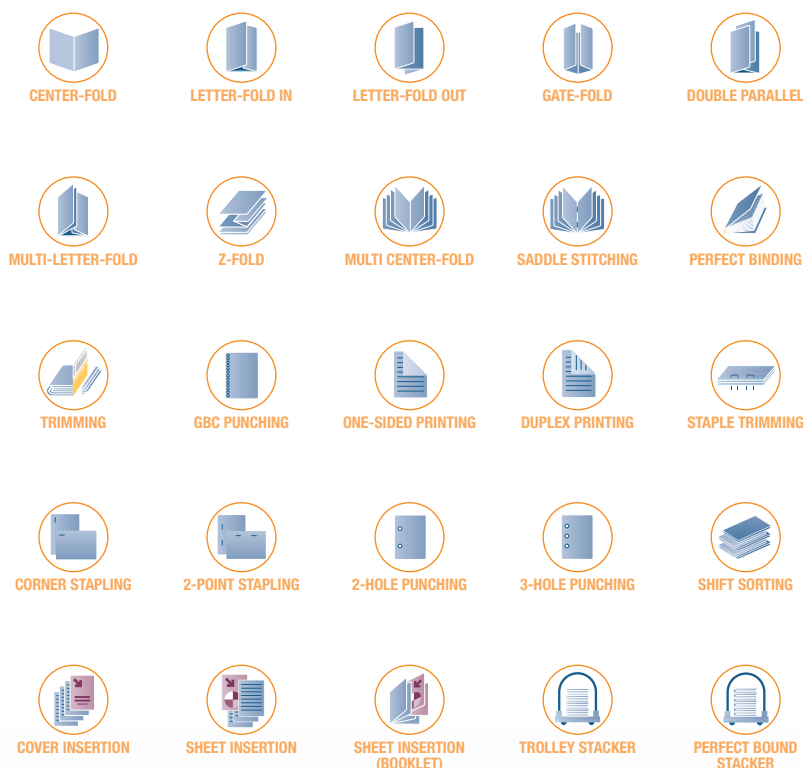 CENTER-FOLD
LETTER-FOLD IN
LETTER-FOLD OUT
GATE-FOLD
DOUBLE PARALLEL
MULTI-LETTER-FOLD
Z-FOLD
MULTI CENTER-FOLD
SADDLE STITCHING
PERFECT BINDING
TRIMMING
GBC PUNCHING
ONE-SIDED PRINTING
DUPLEX PRINTING
STAPLE TRIMMING
CORNER STAPLING
2-POINT STAPLING
2-HOLE PUNCHING
3-HOLE PUNCHING
SHIFT SORTING
COVER INSERTION
SHEET INSERTION
SHEET INSERTION
(BOOKLET)
TROLLEY STACKER
PERFECT BOUND
STACKER